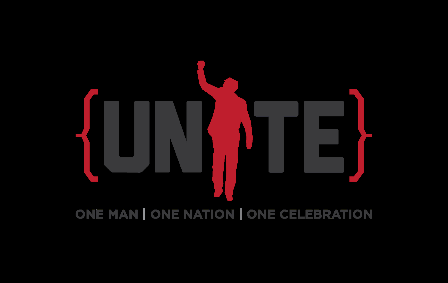 {UNITE}
ONE MAN | ONE NATION | ONE CELEBRATION